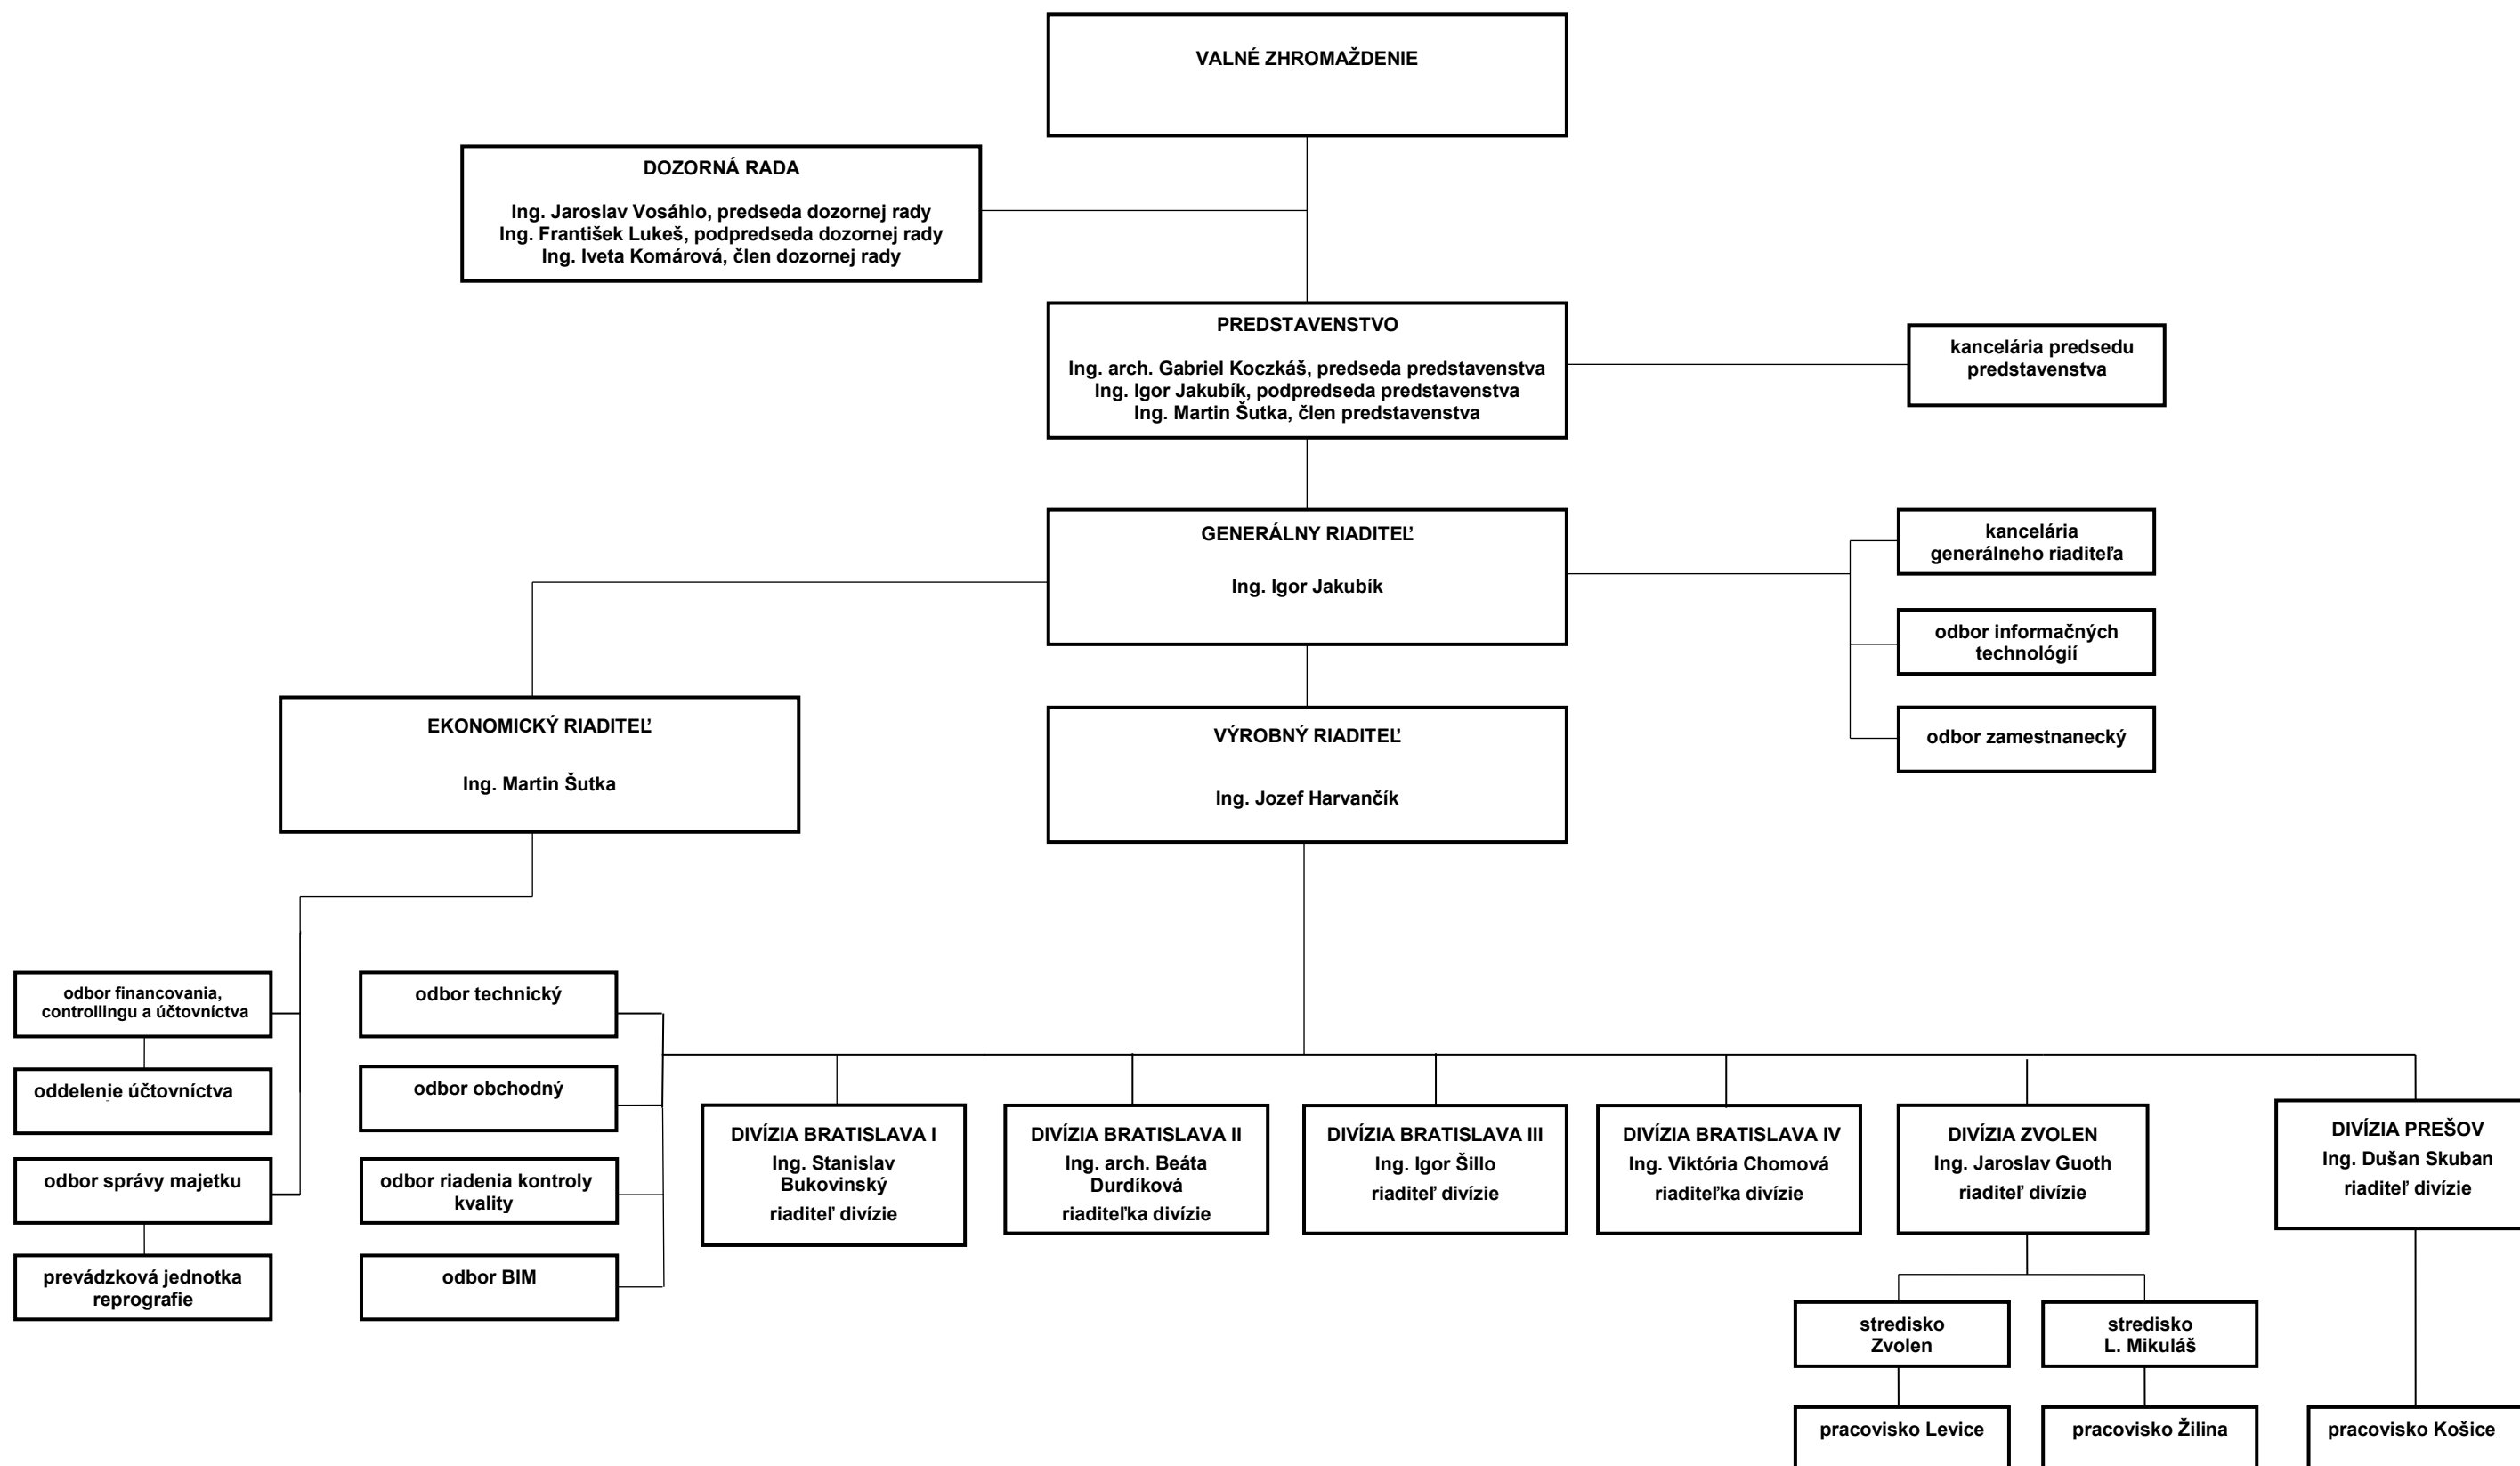 VALNÉ ZHROMAŽDENIE
DOZORNÁ RADA
Ing. Jaroslav Vosáhlo, predseda dozornej rady
Ing. František Lukeš, podpredseda dozornej rady
Ing. Iveta Komárová, člen dozornej rady
PREDSTAVENSTVO
Ing. arch. Gabriel Koczkáš, predseda predstavenstva
Ing. Igor Jakubík, podpredseda predstavenstva
Ing. Martin Šutka, člen predstavenstva
kancelária predsedu
predstavenstva
GENERÁLNY RIADITEĽ
Ing. Igor Jakubík
kancelária
generálneho riaditeľa
odbor informačných
technológií
odbor zamestnanecký
EKONOMICKÝ RIADITEĽ
Ing. Martin Šutka
VÝROBNÝ RIADITEĽ
Ing. Jozef Harvančík
odbor financovania,
controllingu a účtovníctva
oddelenie účtovníctva
odbor správy majetku
prevádzková jednotka
reprografie
odbor technický
odbor obchodný
odbor riadenia kontroly
kvality
odbor BIM
DIVÍZIA BRATISLAVA I
Ing. Stanislav
Bukovinský
riaditeľ divízie
DIVÍZIA BRATISLAVA II
Ing. arch. Beáta
Durdíková
riaditeľka divízie
DIVÍZIA BRATISLAVA III
Ing. Igor Šillo
riaditeľ divízie
DIVÍZIA BRATISLAVA IV
Ing. Viktória Chomová
riaditeľka divízie
DIVÍZIA ZVOLEN
Ing. Jaroslav Guoth
riaditeľ divízie
DIVÍZIA PREŠOV
Ing. Dušan Skuban
riaditeľ divízie
stredisko
Zvolen
stredisko
L. Mikuláš
pracovisko Levice
pracovisko Žilina
pracovisko Košice